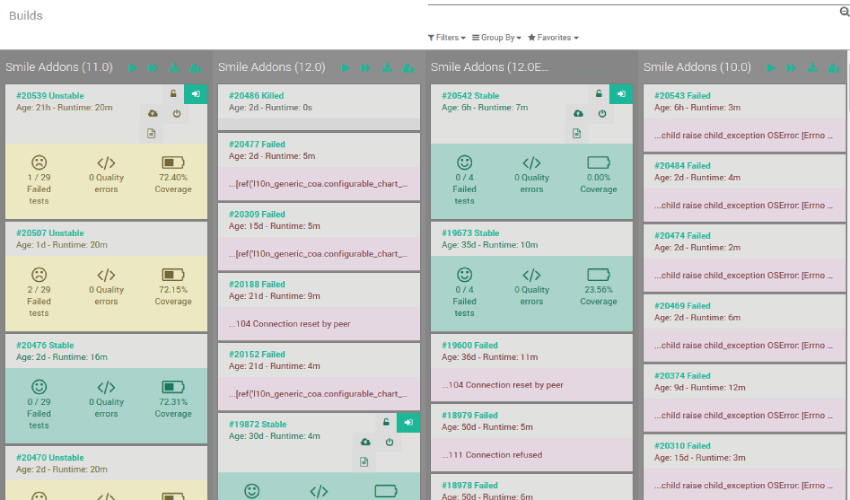 Builds
Filters
Group By
Favorites
Smile Addons (11.0)
#20539 Unstable
Age: 21h - Runtime: 20m
1 / 29
Failed
tests
0 Quality
errors
72.40%
Coverage
#20507 Unstable
Age: 1d - Runtime: 20m
2 / 29
Failed
tests
0 Quality
errors
72.15%
Coverage
#20476 Stable
Age: 2d - Runtime: 16m
0 / 29
Failed
tests
0 Quality
errors
72.31%
Coverage
#20470 Unstable
Age: 2d - Runtime: 20m
Smile Addons (12.0)
#20486 Killed
Age: 2d - Runtime: 0s
#20477 Failed
Age: 2d - Runtime: 5m
...[ref('l10n_generic_coa.configurable_chart_...
#20309 Failed
Age: 15d - Runtime: 5m
...[ref('l10n_generic_coa.configurable_chart_...
#20188 Failed
Age: 21d - Runtime: 9m
...104 Connection reset by peer
#20152 Failed
Age: 21d - Runtime: 4m
...[ref('l10n_generic_coa.configurable_chart_...
#19872 Stable
Age: 30d - Runtime: 4m
Smile Addons (12.0E...
#20542 Stable
Age: 6h - Runtime: 7m
0 / 4
Failed
tests
0 Quality
errors
0.00%
Coverage
#19673 Stable
Age: 35d - Runtime: 10m
0 / 4
Failed
tests
0 Quality
errors
23.56%
Coverage
#19600 Failed
Age: 36d - Runtime: 11m
...104 Connection reset by peer
#18979 Failed
Age: 50d - Runtime: 5m
...111 Connection refused
#18978 Failed
Age: 50d - Runtime: 6m
Smile Addons (10.0)
#20543 Failed
Age: 6h - Runtime: 3m
...child raise child_exception OSError: [Errno ...
#20484 Failed
Age: 2d - Runtime: 4m
...child raise child_exception OSError: [Errno ...
#20474 Failed
Age: 2d - Runtime: 2m
...child raise child_exception OSError: [Errno ...
#20469 Failed
Age: 2d - Runtime: 6m
...child raise child_exception OSError: [Errno ...
#20374 Failed
Age: 9d - Runtime: 12m
...child raise child_exception OSError: [Errno ...
#20310 Failed
Age: 15d - Runtime: 3m
...child raise child_exception OSError: [Errno ...